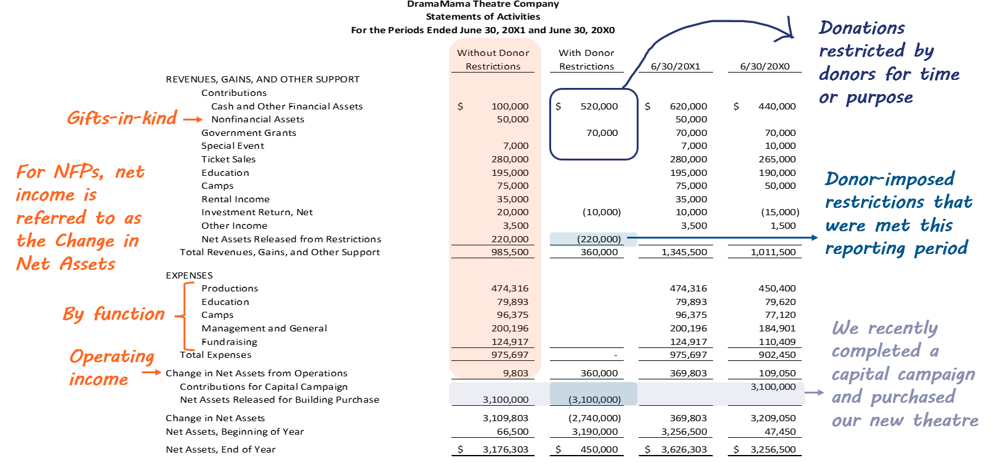 DramaMama Theatre Company
Statements of Activities
For the Periods Ended June 30, 20X1 and June 30, 20X0
Without Donor Restrictions With Donor Restrictions 6/30/20X1 6/30/20X0
REVENUES, GAINS, AND OTHER SUPPORT
Contributions
Cash and Other Financial Assets $ 100,000 $ 520,000 $ 620,000 $ 440,000
Nonfinancial Assets 50,000 50,000
Government Grants 70,000 70,000 70,000
Special Event 7,000 7,000 10,000
Ticket Sales 280,000 280,000 265,000
Education 195,000 195,000 190,000
Camps 75,000 75,000 50,000
Rental Income 35,000 35,000
Investment Return, Net 20,000 (10,000) 10,000 (15,000)
Other Income 3,500 3,500 1,500
Net Assets Released from Restrictions 220,000 (220,000)
Total Revenues, Gains, and Other Support 985,500 360,000 1,345,500 1,011,500
EXPENSES
Productions 474,316 474,316 450,400
Education 79,893 79,893 79,620
Camps 96,375 96,375 77,120
Management and General 200,196 200,196 184,901
Fundraising 124,917 124,917 110,409
Total Expenses 975,697 - 975,697 902,450
Change in Net Assets from Operations 9,803 360,000 369,803 109,050
Contributions for Capital Campaign 3,100,000
Net Assets Released for Building Purchase 3,100,000 (3,100,000)
Change in Net Assets 3,109,803 (2,740,000) 369,803 3,209,050
Net Assets, Beginning of Year 66,500 3,190,000 3,256,500 47,450
Net Assets, End of Year $ 3,176,303 $ 450,000 $ 3,626,303 $ 3,256,500
Gifts-in-kind
For NFPs, net
income is
referred to as
the Change in
Net Assets
By function
Operating
income
Donations
restricted by
donors for time
or purpose
Donor-imposed
restrictions that
were met this
reporting period
We recently
completed a
capital campaign
and purchased
our new theatre